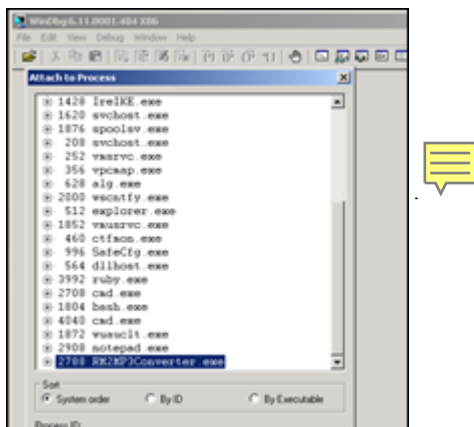 WinDbg:6.11.0001.404 X86
File Edit View Debug Window Help
Attach to Process
1428 IreIKE.exe
1620 svchost.exe
1876 spoolsv.exe
208 svchost.exe
252 vmsrvc.exe
356 vpcmap.exe
628 alg.exe
2000 wscntfy.exe
512 explorer.exe
1852 vmusrvc.exe
460 ctfmon.exe
996 SafeCfg.exe
564 dllhost.exe
3992 ruby.exe
2708 cmd.exe
1804 bash.exe
4040 cmd.exe
1872 wuauclt.exe
2908 notepad.exe
2788 RM2MP3Converter.exe
Sort
System order By ID By Executable
Process ID: